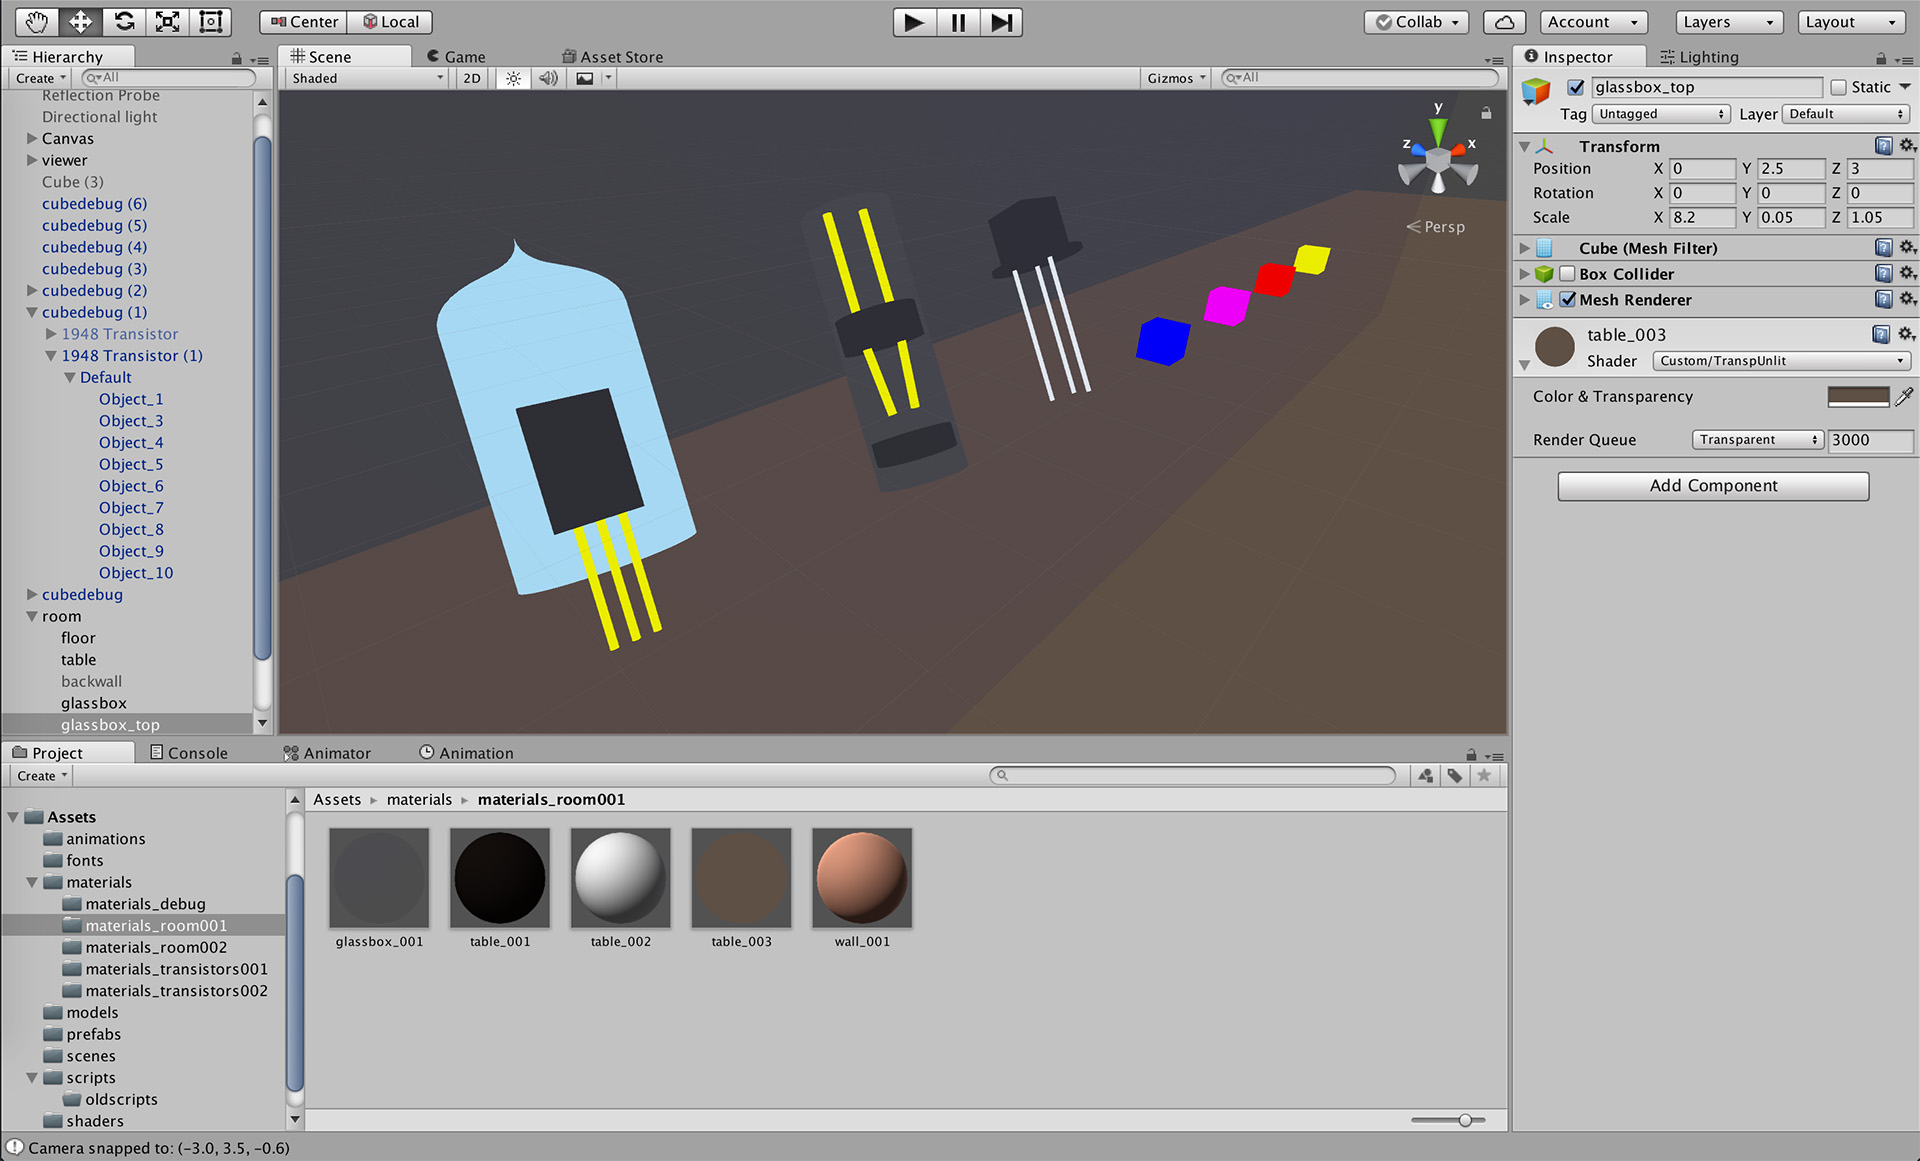 Center Local
Collab Account Layers Layout
Hierarchy
Create All
Reflection Probe
Directional light
Canvas
viewer
Cube (3)
cubedebug (6)
cubedebug (5)
cubedebug (4)
cubedebug (3)
cubedebug (2)
cubedebug (1)
1948 Transistor
1948 Transistor (1)
Default
Object_1
Object_3
Object_4
Object_5
Object_6
Object_7
Object_8
Object_9
Object_10
cubedebug
room
floor
table
backwall
glassbox
glassbox_top
Scene Game Asset Store
Shaded 2D Gizmos All
y
z x
Persp
Inspector Lighting
glassbox_top Static
Tag Untagged Layer Default
Transform
Position X 0 Y 2.5 Z 3
Rotation X 0 Y 0 Z 0
Scale X 8.2 Y 0.05 Z 1.05
Cube (Mesh Filter)
Box Collider
Mesh Renderer
table_003
Shader Custom/TranspUnlit
Color & Transparency
Render Queue Transparent 3000
Add Component
Project Console Animator Animation
Create
Assets
animations
fonts
materials
materials_debug
materials_room001
materials_room002
materials_transistors001
materials_transistors002
models
prefabs
scenes
scripts
oldscripts
shaders
Assets materials materials_room001
glassbox_001 table_001 table_002 table_003 wall_001
Camera snapped to: (-3.0, 3.5, -0.6)